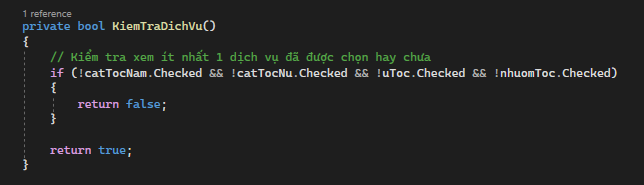 1 reference
private bool KiemTraDichVu()
{
// Kiểm tra xem ít nhất 1 dịch vụ đã được chọn hay chưa
if (!catTocNam.Checked && !catTocNu.Checked && !uToc.Checked && !nhuomToc.Checked)
{
return false;
}
return true;
}